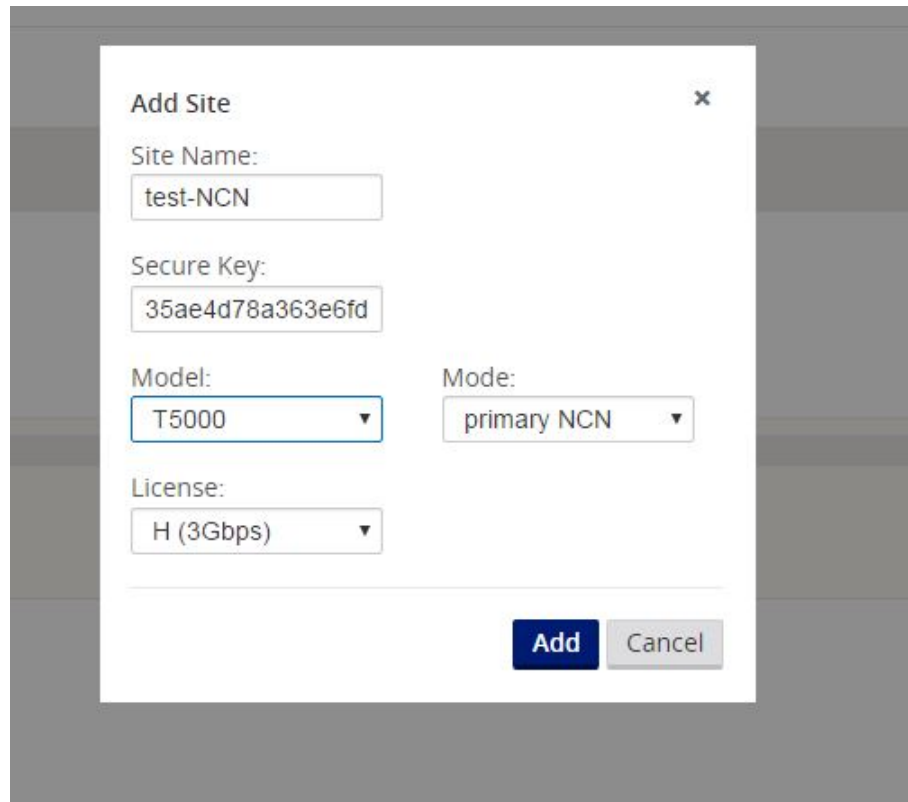 Add Site
Site Name:
test-NCN
Secure Key:
35ae4d78a363e6fd
Model: Mode:
T5000 primary NCN
License:
H (3Gbps)
Add Cancel